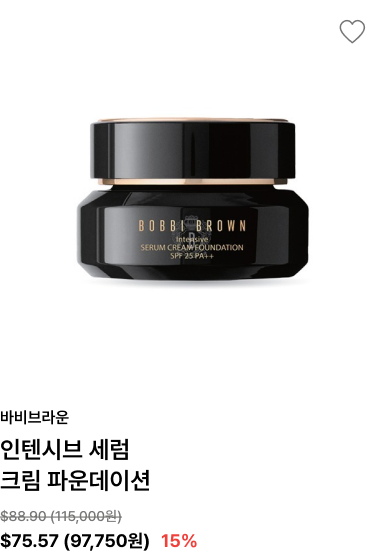 BOBBI BROWN
Intensive
SERUM CREAM FOUNDATION
SPF 25 PA++
바비브라운
인텐시브 세럼
크림 파운데이션
$88.90 (115,000원)
$75.57 (97,750원) 15%